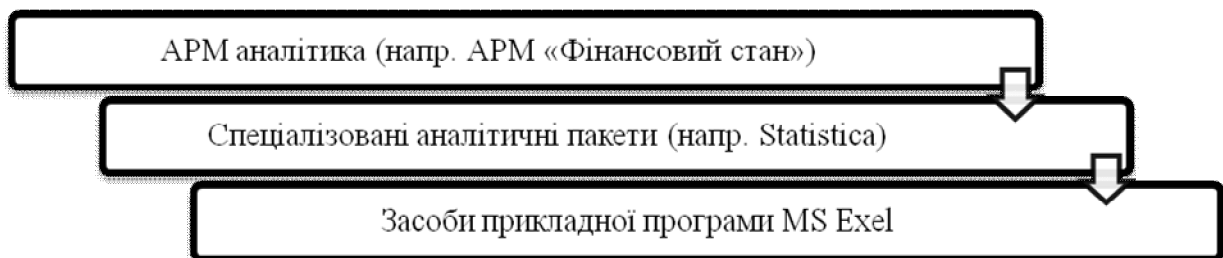 АРМ аналітика (напр. АРМ «Фінансовий стан»)
Спеціалізовані аналітичні пакети (напр. Statistica)
Засоби прикладної програми MS Exel